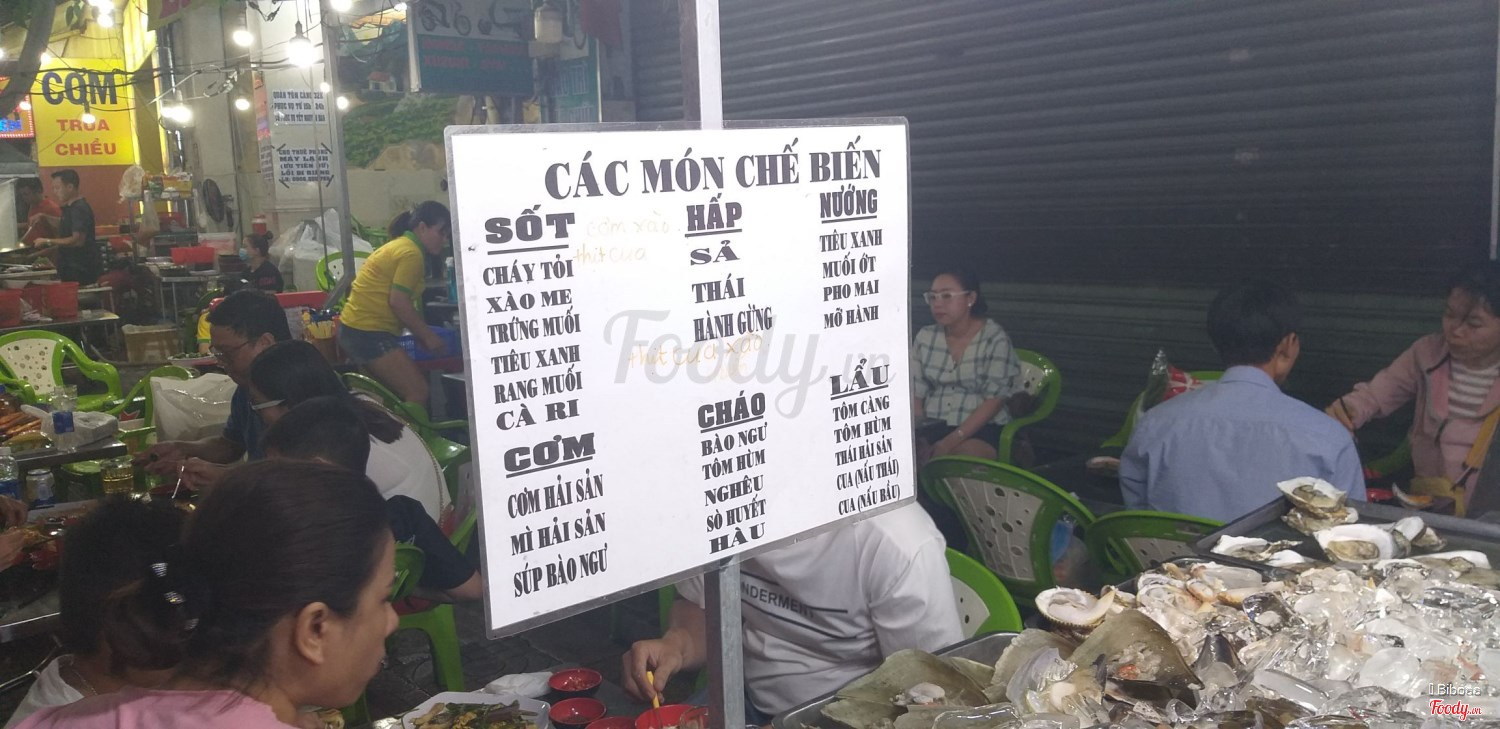 CƠM
TRƯA
CHIỀU
CÁC MÓN CHẾ BIẾN
SỐT
CHÁY TỎI
XÀO ME
TRỨNG MUỐI
TIÊU XANH
RANG MUỐI
CÀ RI
cơm xào
thịt cua
HẤP
SẢ
THÁI
HÀNH GỪNG
thịt cua xào
NƯỚNG
TIÊU XANH
MUỐI ỚT
PHO MAI
MỠ HÀNH
CƠM
CƠM HẢI SẢN
MÌ HẢI SẢN
SÚP BÀO NGƯ
CHÁO
BÀO NGƯ
TÔM HÙM
NGHÊU
SÒ HUYẾT
HÀU
LẨU
TÔM CÀNG
TÔM HÙM
THÁI HẢI SẢN
CUA (NẤU THÁI)
CUA (NẤU BẦU)
Foody.vn
Foody.vn